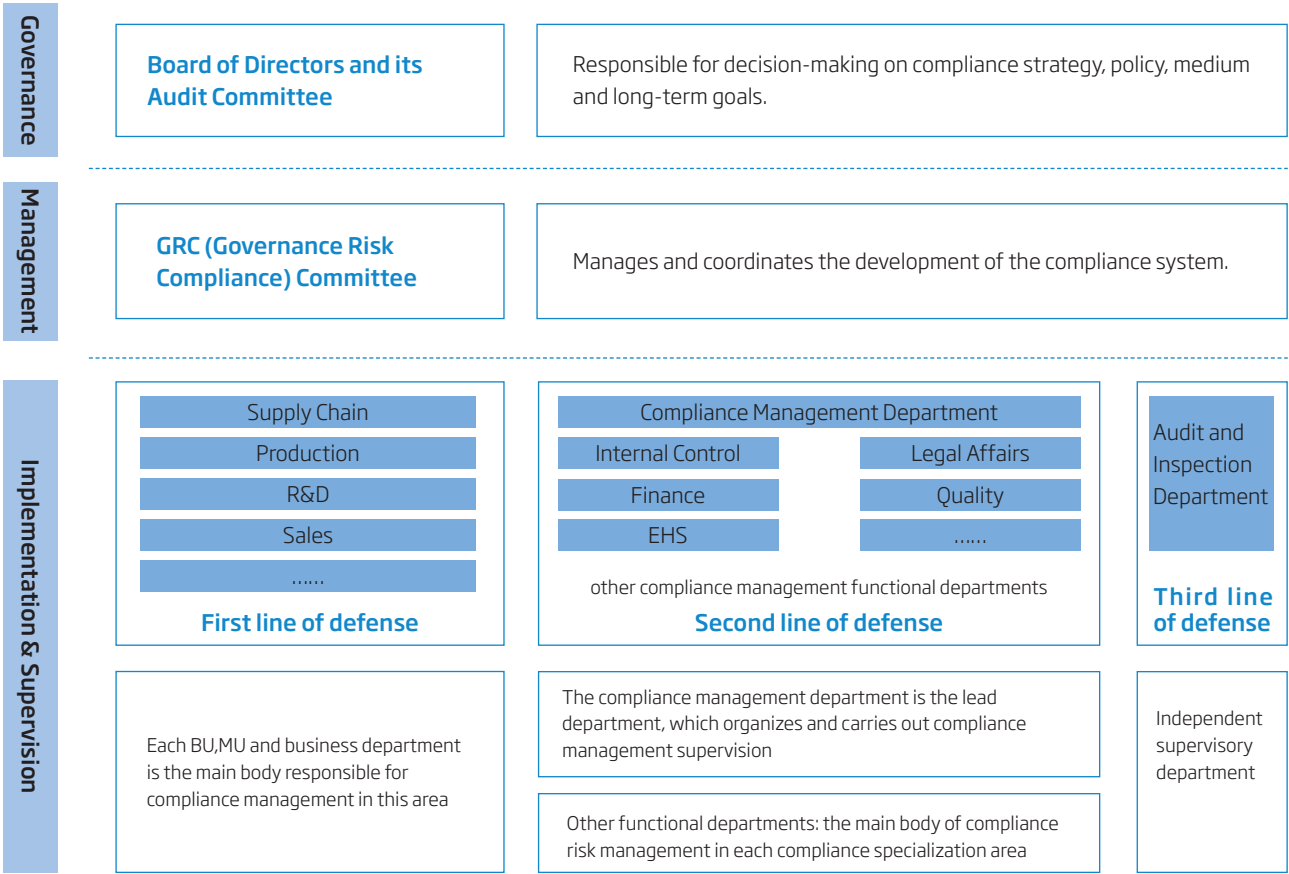 Governance
Board of Directors and its
Audit Committee
Responsible for decision-making on compliance strategy, policy, medium
and long-term goals.
Management
GRC (Governance Risk
Compliance) Committee
Manages and coordinates the development of the compliance system.
Implementation & Supervision
Supply Chain
Production
R&D
Sales
......
First line of defense
Compliance Management Department
Internal Control
Legal Affairs
Finance
Quality
EHS
......
other compliance management functional departments
Second line of defense
Audit and
Inspection
Department
Third line
of defense
Each BU,MU and business department
is the main body responsible for
compliance management in this area
The compliance management department is the lead
department, which organizes and carries out compliance
management supervision
Other functional departments: the main body of compliance
risk management in each compliance specialization area
Independent
supervisory
department